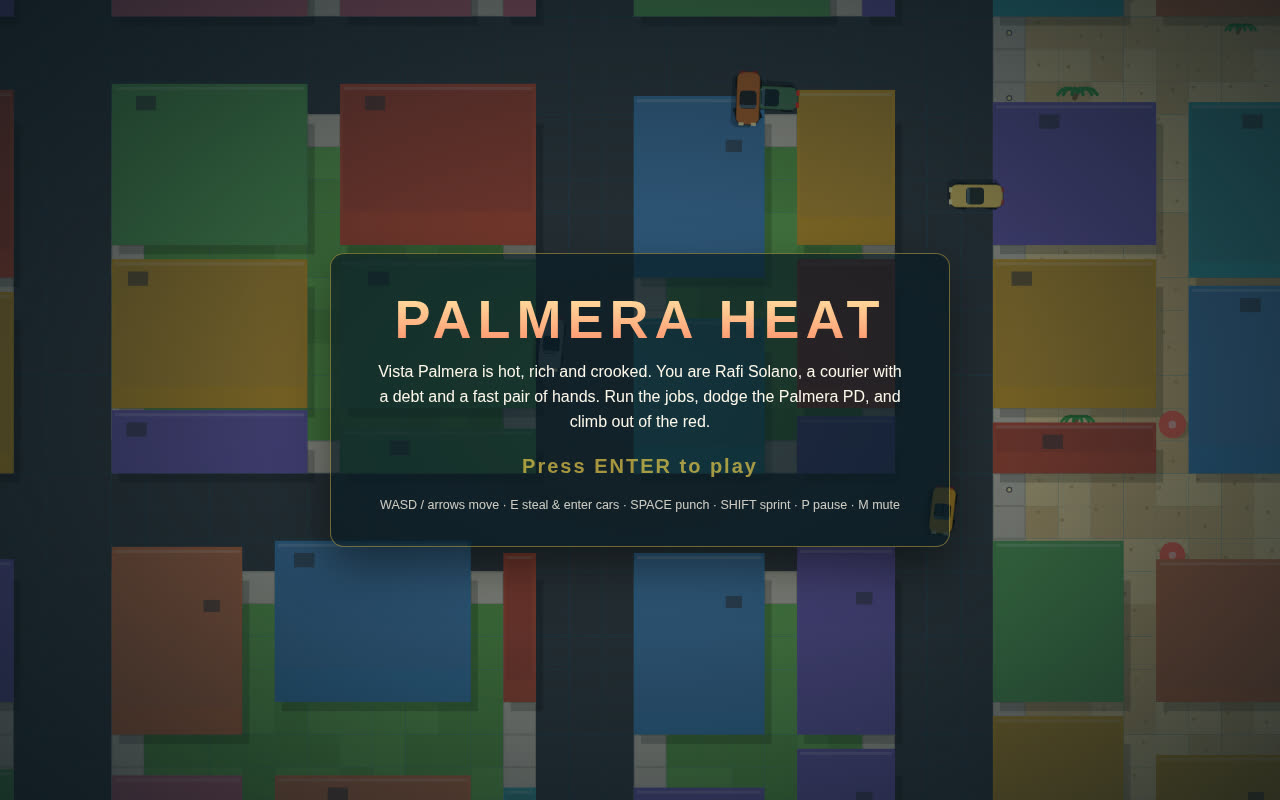 PALMERA HEAT
Vista Palmera is hot, rich and crooked. You are Rafi Solano, a courier with
a debt and a fast pair of hands. Run the jobs, dodge the Palmera PD, and
climb out of the red.
Press ENTER to play
WASD / arrows move · E steal & enter cars · SPACE punch · SHIFT sprint · P pause · M mute